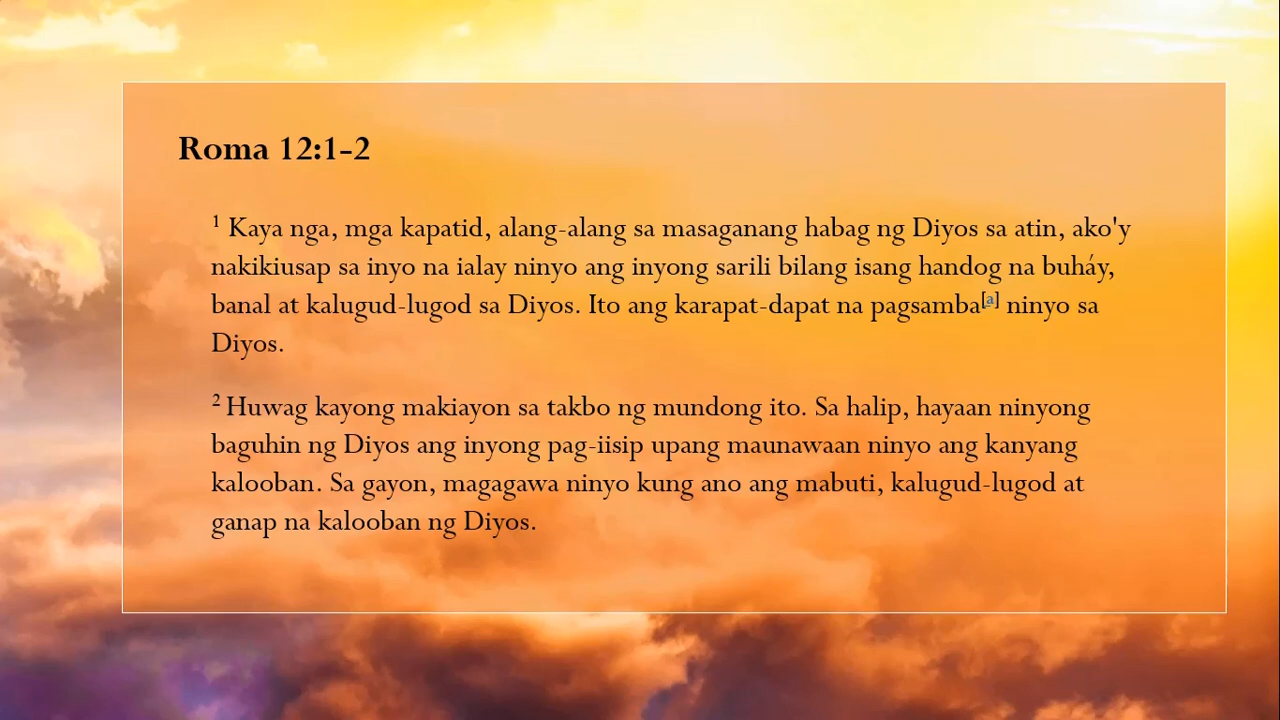 Roma 12:1-2
1 Kaya nga, mga kapatid, alang-alang sa masaganang habag ng Diyos sa atin, ako'y
nakikiusap sa inyo na ialay ninyo ang inyong sarili bilang isang handog na buháy,
banal at kalugud-lugod sa Diyos. Ito ang karapat-dapat na pagsamba[a] ninyo sa
Diyos.
2 Huwag kayong makiayon sa takbo ng mundong ito. Sa halip, hayaan ninyong
baguhin ng Diyos ang inyong pag-iisip upang maunawaan ninyo ang kanyang
kalooban. Sa gayon, magagawa ninyo kung ano ang mabuti, kalugud-lugod at
ganap na kalooban ng Diyos.